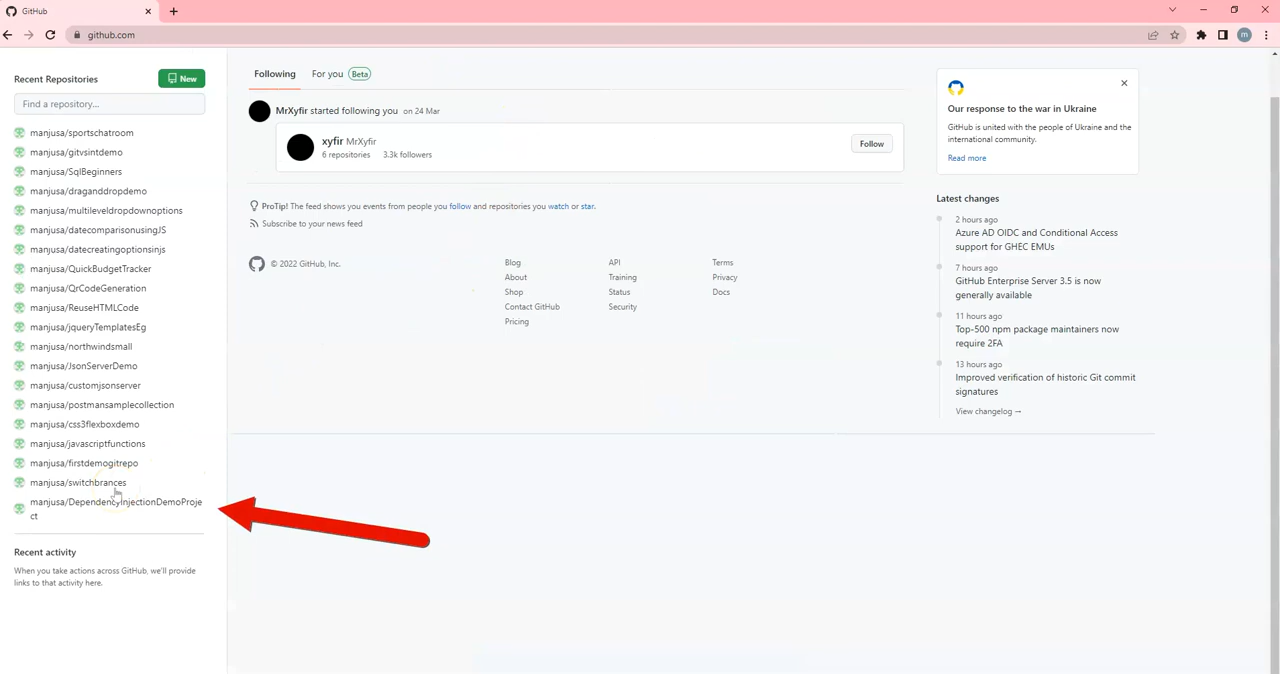 GitHub
github.com
m
Recent Repositories
New
Find a repository...
manjusa/sportschatroom
manjusa/gitvsintdemo
manjusa/SqlBeginners
manjusa/draganddropdemo
manjusa/multileveldropdownoptions
manjusa/datecomparisonusingJS
manjusa/datecreatingoptionsinjs
manjusa/QuickBudgetTracker
manjusa/QrCodeGeneration
manjusa/ReuseHTMLCode
manjusa/jqueryTemplatesEg
manjusa/northwindsmall
manjusa/JsonServerDemo
manjusa/customjsonserver
manjusa/postmansamplecollection
manjusa/css3flexboxdemo
manjusa/javascriptfunctions
manjusa/firstdemogitrepo
manjusa/switchbrances
manjusa/DependencyInjectionDemoProje
ct
Recent activity
When you take actions across GitHub, we'll provide
links to that activity here.
Following
For you Beta
MrXyfir started following you on 24 Mar
xyfir MrXyfir
6 repositories 3.3k followers
Follow
ProTip! The feed shows you events from people you follow and repositories you watch or star.
Subscribe to your news feed
© 2022 GitHub, Inc.
Blog
About
Shop
Contact GitHub
Pricing
API
Training
Status
Security
Terms
Privacy
Docs
Our response to the war in Ukraine
GitHub is united with the people of Ukraine and the
international community.
Read more
Latest changes
2 hours ago
Azure AD OIDC and Conditional Access
support for GHEC EMUs
7 hours ago
GitHub Enterprise Server 3.5 is now
generally available
11 hours ago
Top-500 npm package maintainers now
require 2FA
13 hours ago
Improved verification of historic Git commit
signatures
View changelog →